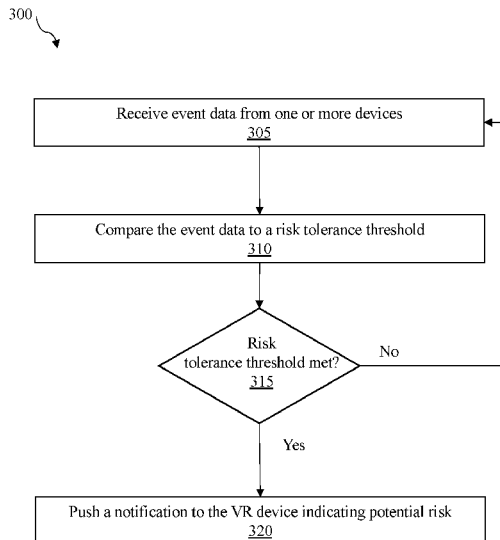 300
Receive event data from one or more devices
305
Compare the event data to a risk tolerance threshold
310
Risk
tolerance threshold met?
315
No
Yes
Push a notification to the VR device indicating potential risk
320